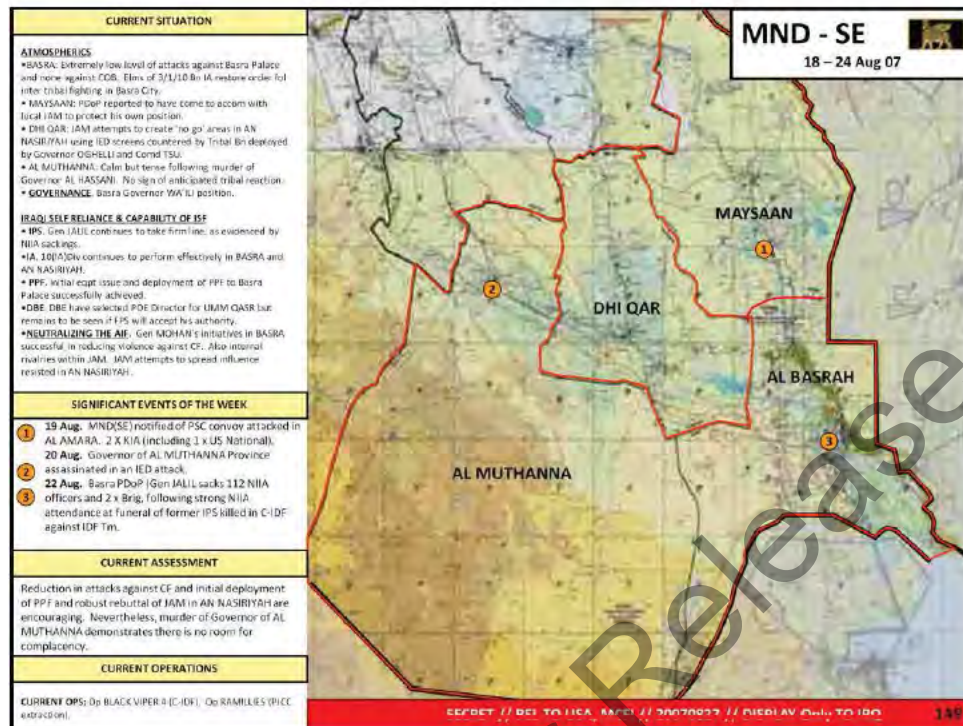 CURRENT SITUATION
ATMOSPHERICS
•BASRA: Extremely low level of attacks against Basra Palace
and none against COB. Elms of 3/1/10 Bn IA restore order fol
inter tribal fighting in Basra City.
• MAYSAAN: PDoP reported to have come to accom with
local JAM to protect his own position.
• DHI QAR: JAM attempts to create 'no go' areas in AN
NASIRIYAH using IED screens countered by Tribal Bn deployed
by Governor OGHELLI and Comd TSU.
• AL MUTHANNA: Calm but tense following murder of
Governor AL HASSANI. No sign of anticipated tribal reaction.
• GOVERNANCE. Basra Governor WA'ILI position.
IRAQI SELF RELIANCE & CAPABILITY OF ISF
• IPS. Gen JALIL continues to take firm line, as evidenced by
NIIA sackings.
•IA. 10(IA)Div continues to perform effectively in BASRA and
AN NASIRIYAH.
• PPF. Initial eqpt issue and deployment of PPF to Basra
Palace successfully achieved.
•DBE. DBE have selected POE Director for UMM QASR but
remains to be seen if FPS will accept his authority.
•NEUTRALIZING THE AIF. Gen MOHAN's initiatives in BASRA
successful in reducing violence against CF. Also internal
rivalries within JAM. JAM attempts to spread influence
resisted in AN NASIRIYAH.
SIGNIFICANT EVENTS OF THE WEEK
1 19 Aug. MND(SE) notified of PSC convoy attacked in
AL AMARA. 2 X KIA (including 1 x US National).
20 Aug. Governor of AL MUTHANNA Province
2 assassinated in an IED attack.
22 Aug. Basra PDoP (Gen JALIL sacks 112 NIIA
3 officers and 2 x Brig, following strong NIIA
attendance at funeral of former IPS killed in C-IDF
against IDF Tm.
CURRENT ASSESSMENT
Reduction in attacks against CF and initial deployment
of PPF and robust rebuttal of JAM in AN NASIRIYAH are
encouraging. Nevertheless, murder of Governor of AL
MUTHANNA demonstrates there is no room for
complacency.
CURRENT OPERATIONS
CURRENT OPS: Op BLACK VIPER 4 (C-IDF). Op RAMILLIES (PJCC
extraction).
MND - SE
18 – 24 Aug 07
MAYSAAN
1
2
DHI QAR
AL BASRAH
3
AL MUTHANNA
Release
SECRET // REL TO USA, MCFI // 20070823 // DISPLAY Only TO IRQ
149